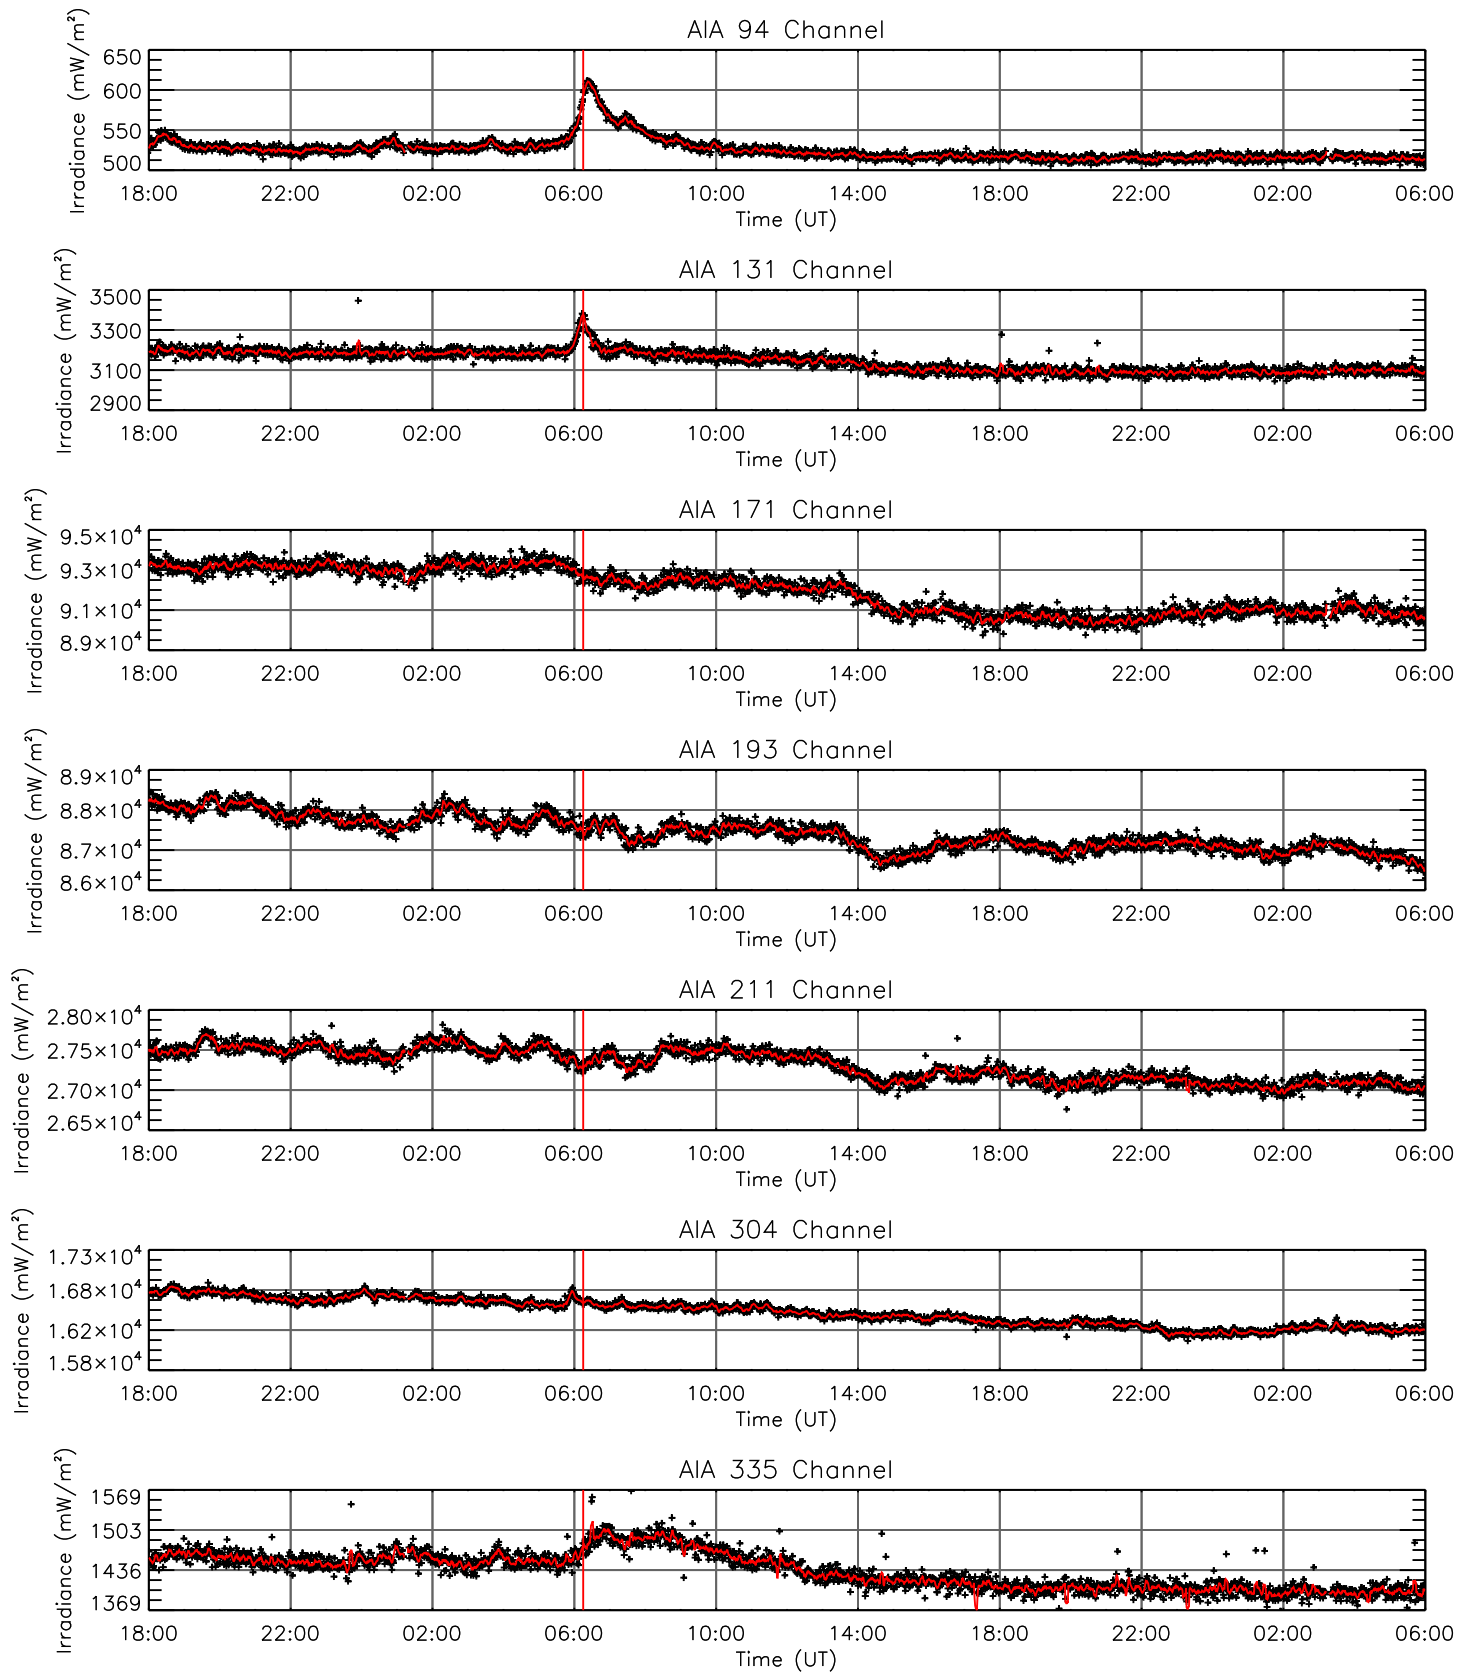 AIA 94 Channel
Irradiance (mW/m²)
650
600
550
500
18:00 22:00 02:00 06:00 10:00 14:00 18:00 22:00 02:00 06:00
Time (UT)
AIA 131 Channel
Irradiance (mW/m²)
3500
3300
3100
2900
18:00 22:00 02:00 06:00 10:00 14:00 18:00 22:00 02:00 06:00
Time (UT)
AIA 171 Channel
Irradiance (mW/m²)
9.5×10⁴
9.3×10⁴
9.1×10⁴
8.9×10⁴
18:00 22:00 02:00 06:00 10:00 14:00 18:00 22:00 02:00 06:00
Time (UT)
AIA 193 Channel
Irradiance (mW/m²)
8.9×10⁴
8.8×10⁴
8.7×10⁴
8.6×10⁴
18:00 22:00 02:00 06:00 10:00 14:00 18:00 22:00 02:00 06:00
Time (UT)
AIA 211 Channel
Irradiance (mW/m²)
2.80×10⁴
2.75×10⁴
2.70×10⁴
2.65×10⁴
18:00 22:00 02:00 06:00 10:00 14:00 18:00 22:00 02:00 06:00
Time (UT)
AIA 304 Channel
Irradiance (mW/m²)
1.73×10⁴
1.68×10⁴
1.62×10⁴
1.58×10⁴
18:00 22:00 02:00 06:00 10:00 14:00 18:00 22:00 02:00 06:00
Time (UT)
AIA 335 Channel
Irradiance (mW/m²)
1569
1503
1436
1369
18:00 22:00 02:00 06:00 10:00 14:00 18:00 22:00 02:00 06:00
Time (UT)